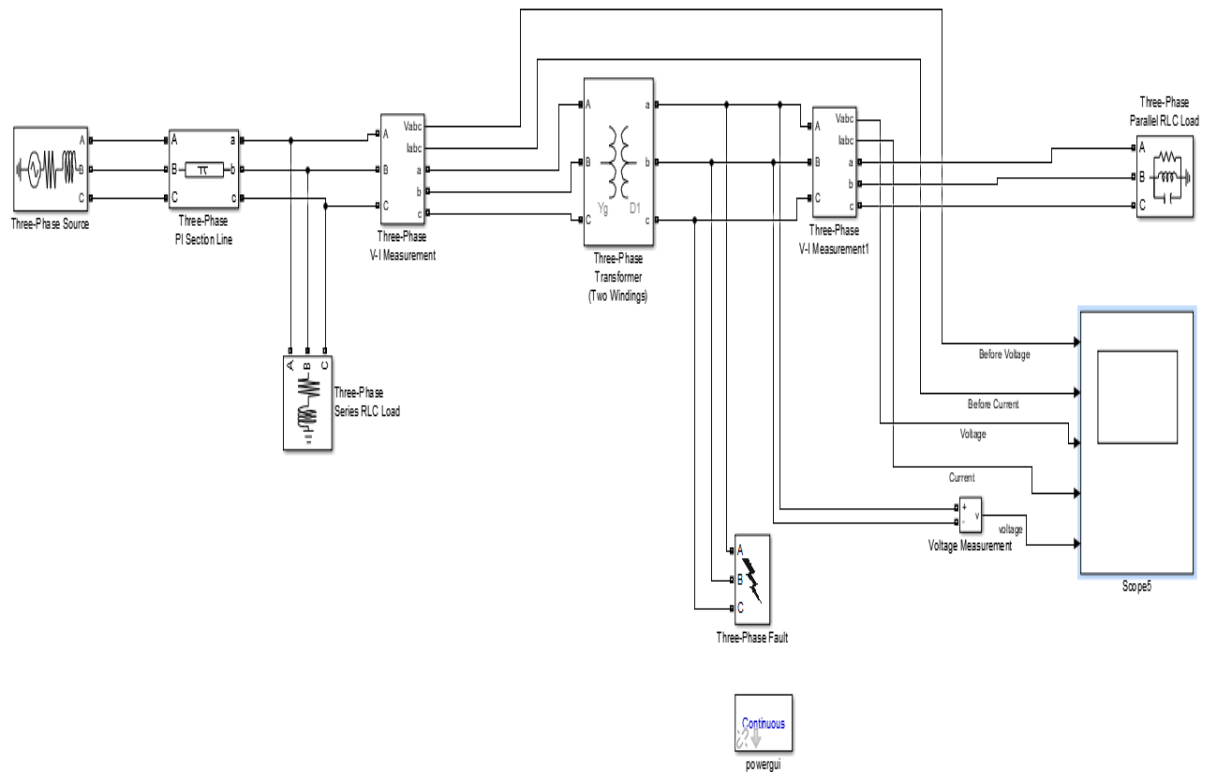 A
B
C
Three-Phase Source
A
B
C
a
b
c
Three-Phase
PI Section Line
A
B
C
Three-Phase
Series RLC Load
A
B
C
Vabc
Iabc
a
b
c
Three-Phase
V-I Measurement
A
B
C
a
b
c
Yg D1
Three-Phase
Transformer
(Two Windings)
A
B
C
Vabc
Iabc
a
b
c
Three-Phase
V-I Measurement1
Three-Phase
Parallel RLC Load
A
B
C
Before Voltage
Before Current
Voltage
Current
+
-
v
voltage
Voltage Measurement
Scope5
A
B
C
Three-Phase Fault
Continuous
powergui